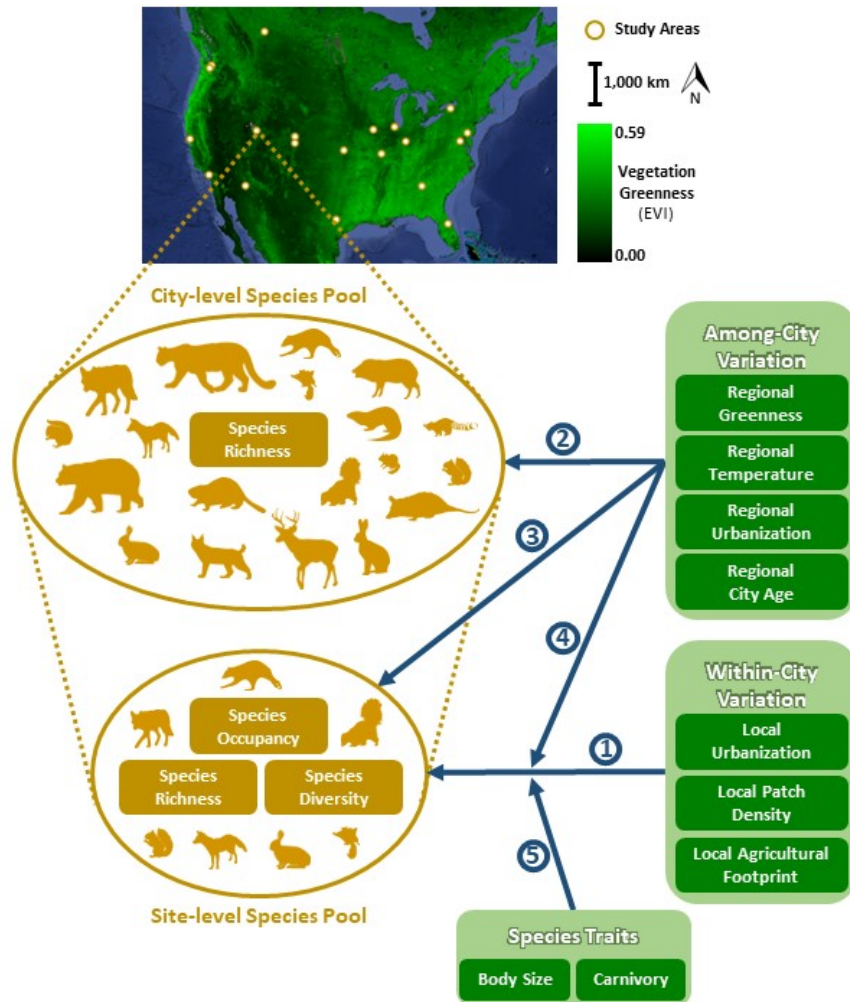 Study Areas
1,000 km
N
0.59
Vegetation
Greenness
(EVI)
0.00
City-level Species Pool
Species
Richness
Among-City
Variation
Regional
Greenness
Regional
Temperature
Regional
Urbanization
Regional
City Age
2
3
4
Within-City
Variation
Local
Urbanization
Local Patch
Density
Local Agricultural
Footprint
1
5
Species
Occupancy
Species
Richness
Species
Diversity
Site-level Species Pool
Species Traits
Body Size
Carnivory